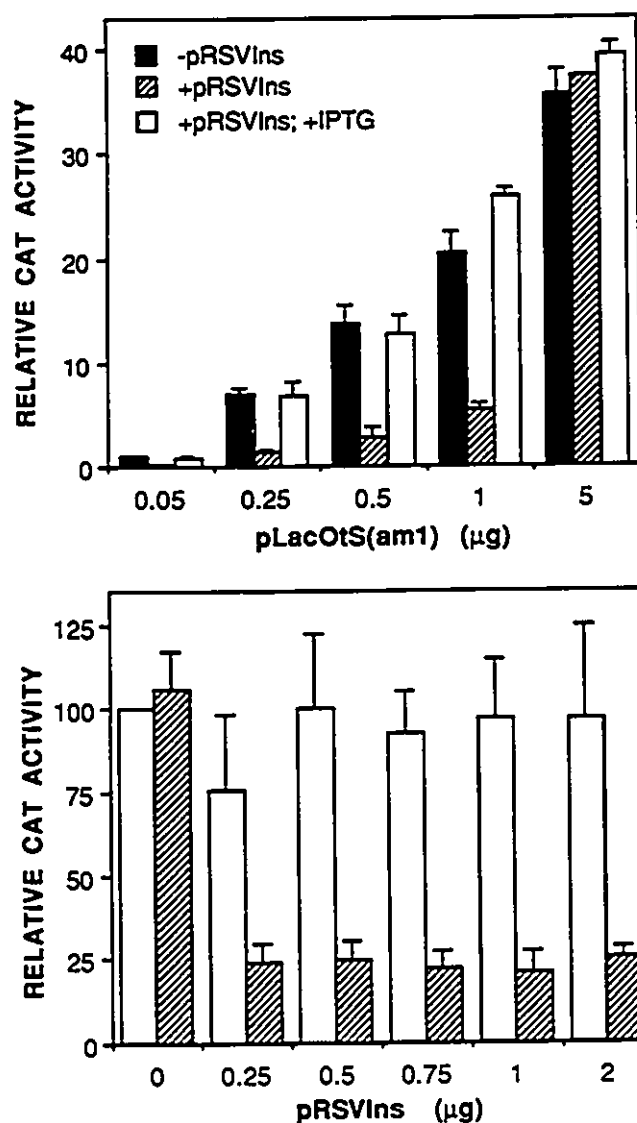 RELATIVE CAT ACTIVITY
40
30
20
10
0
-pRSVIns
+pRSVIns
+pRSVIns; +IPTG
0.05 0.25 0.5 1 5
pLacOtS(am1) (μg)
RELATIVE CAT ACTIVITY
125
100
75
50
25
0
0 0.25 0.5 0.75 1 2
pRSVIns (μg)